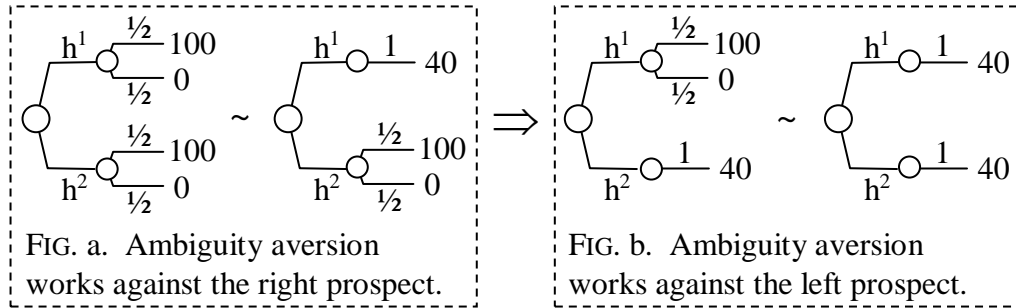 ½
h¹ 100
½ 0
½
100
h² ½ 0
~
h¹ 1 40
½
100
h² ½ 0
⇒
½
h¹ 100
½ 0
1 40
h²
~
h¹ 1 40
1 40
h²
FIG. a. Ambiguity aversion
works against the right prospect.
FIG. b. Ambiguity aversion
works against the left prospect.